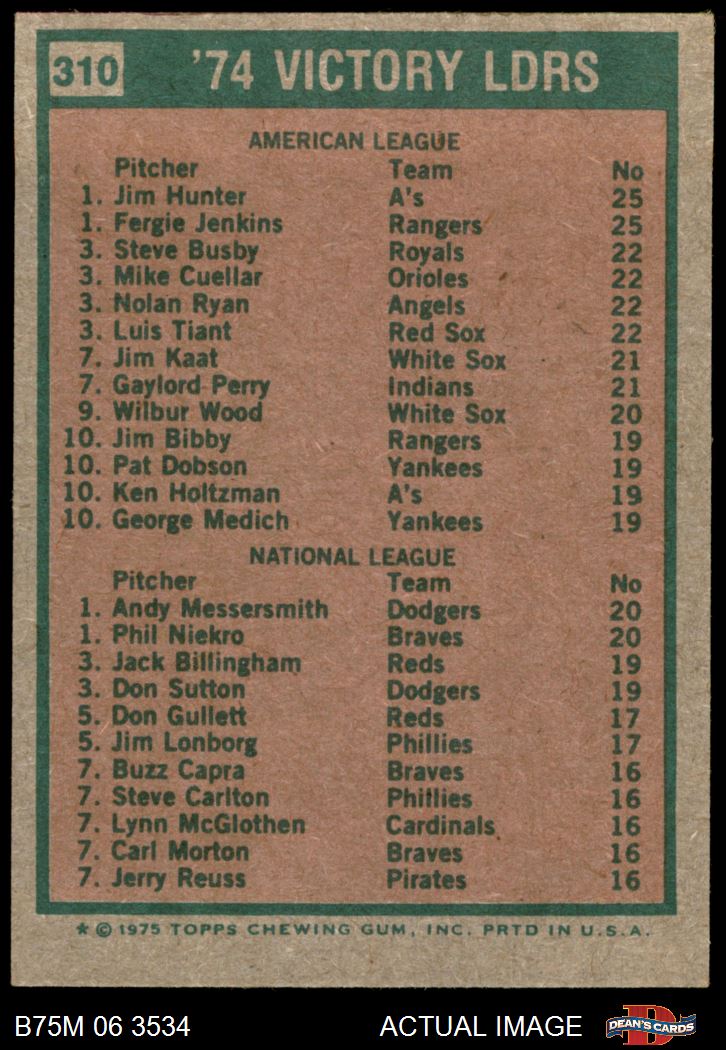 310 '74 VICTORY LDRS
AMERICAN LEAGUE
Pitcher Team No
1. Jim Hunter A's 25
1. Fergie Jenkins Rangers 25
3. Steve Busby Royals 22
3. Mike Cuellar Orioles 22
3. Nolan Ryan Angels 22
3. Luis Tiant Red Sox 22
7. Jim Kaat White Sox 21
7. Gaylord Perry Indians 21
9. Wilbur Wood White Sox 20
10. Jim Bibby Rangers 19
10. Pat Dobson Yankees 19
10. Ken Holtzman A's 19
10. George Medich Yankees 19
NATIONAL LEAGUE
Pitcher Team No
1. Andy Messersmith Dodgers 20
1. Phil Niekro Braves 20
3. Jack Billingham Reds 19
3. Don Sutton Dodgers 19
5. Don Gullett Reds 17
5. Jim Lonborg Phillies 17
7. Buzz Capra Braves 16
7. Steve Carlton Phillies 16
7. Lynn McGlothen Cardinals 16
7. Carl Morton Braves 16
7. Jerry Reuss Pirates 16
* © 1975 TOPPS CHEWING GUM, INC. PRTD IN U.S.A.
B75M 06 3534 ACTUAL IMAGE D DEAN'S CARDS